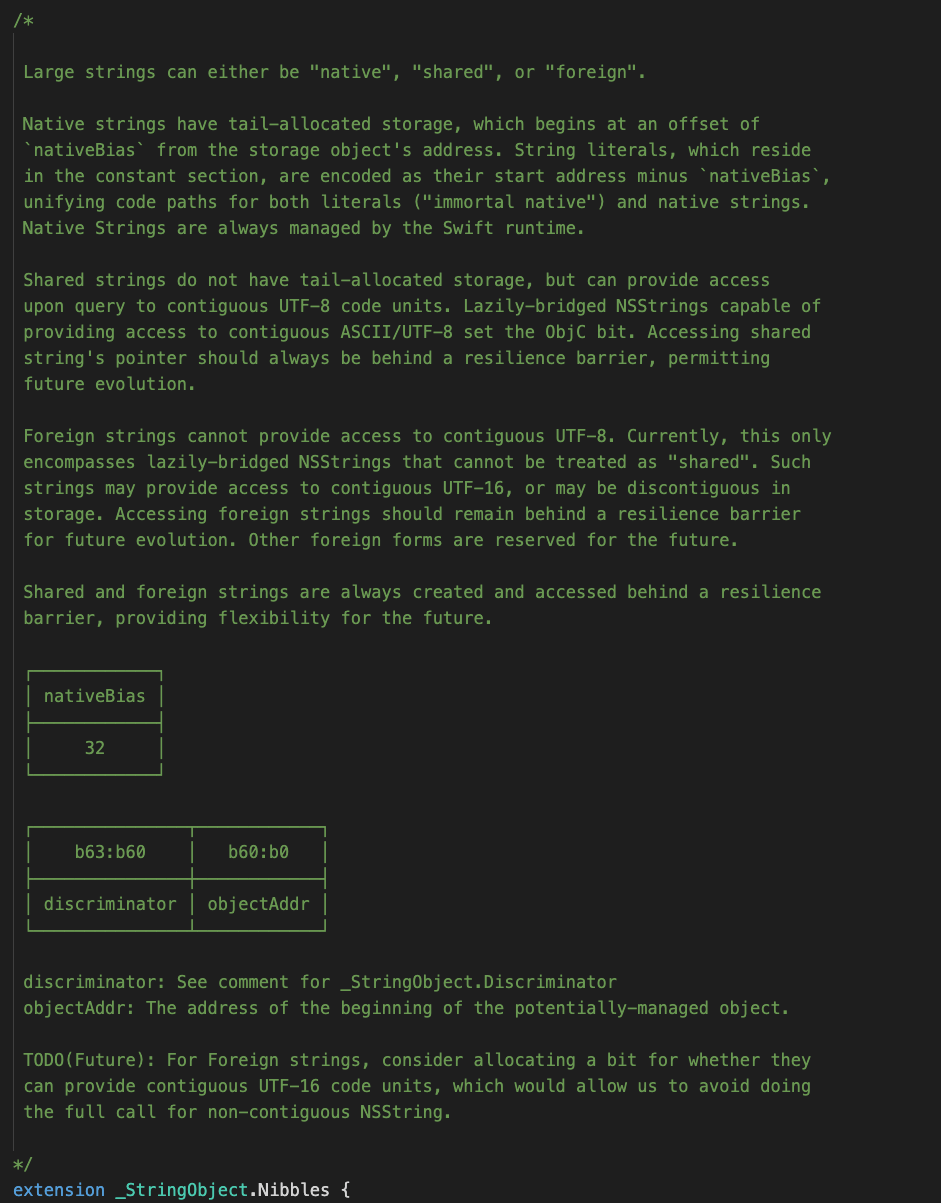 /*
Large strings can either be "native", "shared", or "foreign".
Native strings have tail-allocated storage, which begins at an offset of
`nativeBias` from the storage object's address. String literals, which reside
in the constant section, are encoded as their start address minus `nativeBias`,
unifying code paths for both literals ("immortal native") and native strings.
Native Strings are always managed by the Swift runtime.
Shared strings do not have tail-allocated storage, but can provide access
upon query to contiguous UTF-8 code units. Lazily-bridged NSStrings capable of
providing access to contiguous ASCII/UTF-8 set the ObjC bit. Accessing shared
string's pointer should always be behind a resilience barrier, permitting
future evolution.
Foreign strings cannot provide access to contiguous UTF-8. Currently, this only
encompasses lazily-bridged NSStrings that cannot be treated as "shared". Such
strings may provide access to contiguous UTF-16, or may be discontiguous in
storage. Accessing foreign strings should remain behind a resilience barrier
for future evolution. Other foreign forms are reserved for the future.
Shared and foreign strings are always created and accessed behind a resilience
barrier, providing flexibility for the future.
nativeBias
32
b63:b60 b60:b0
discriminator objectAddr
discriminator: See comment for _StringObject.Discriminator
objectAddr: The address of the beginning of the potentially-managed object.
TODO(Future): For Foreign strings, consider allocating a bit for whether they
can provide contiguous UTF-16 code units, which would allow us to avoid doing
the full call for non-contiguous NSString.
*/
extension _StringObject.Nibbles {